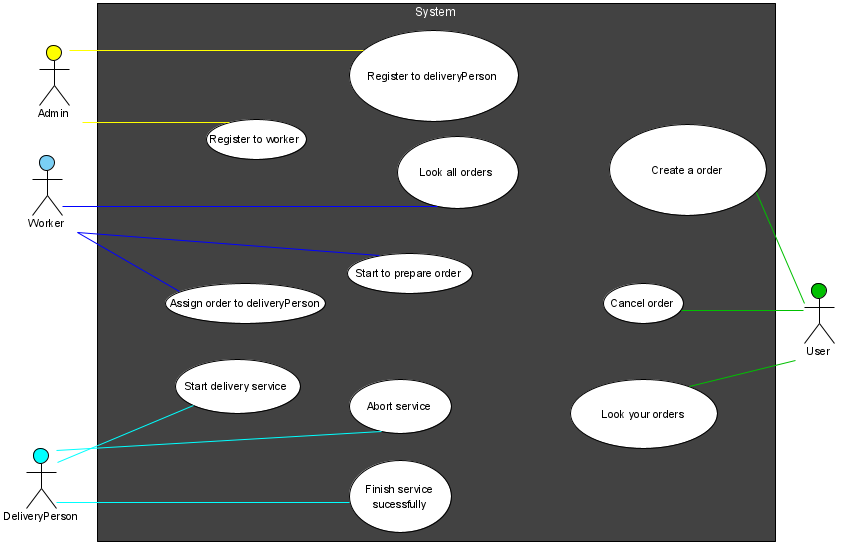 System
Register to deliveryPerson
Admin
Register to worker
Look all orders
Create a order
Worker
Start to prepare order
Assign order to deliveryPerson
Cancel order
User
Start delivery service
Abort service
Look your orders
Finish service
sucessfully
DeliveryPerson